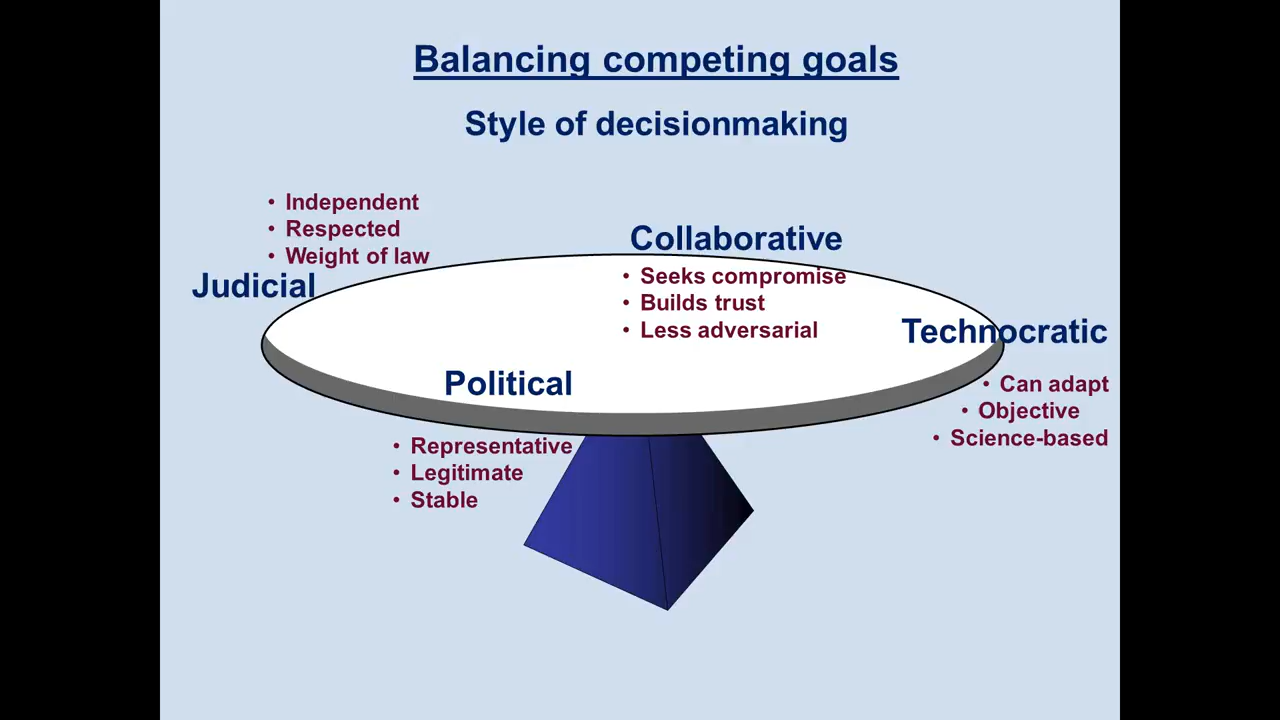 Balancing competing goals
Style of decisionmaking
• Independent
• Respected
• Weight of law
Judicial
Collaborative
• Seeks compromise
• Builds trust
• Less adversarial
Technocratic
• Can adapt
• Objective
• Science-based
Political
• Representative
• Legitimate
• Stable